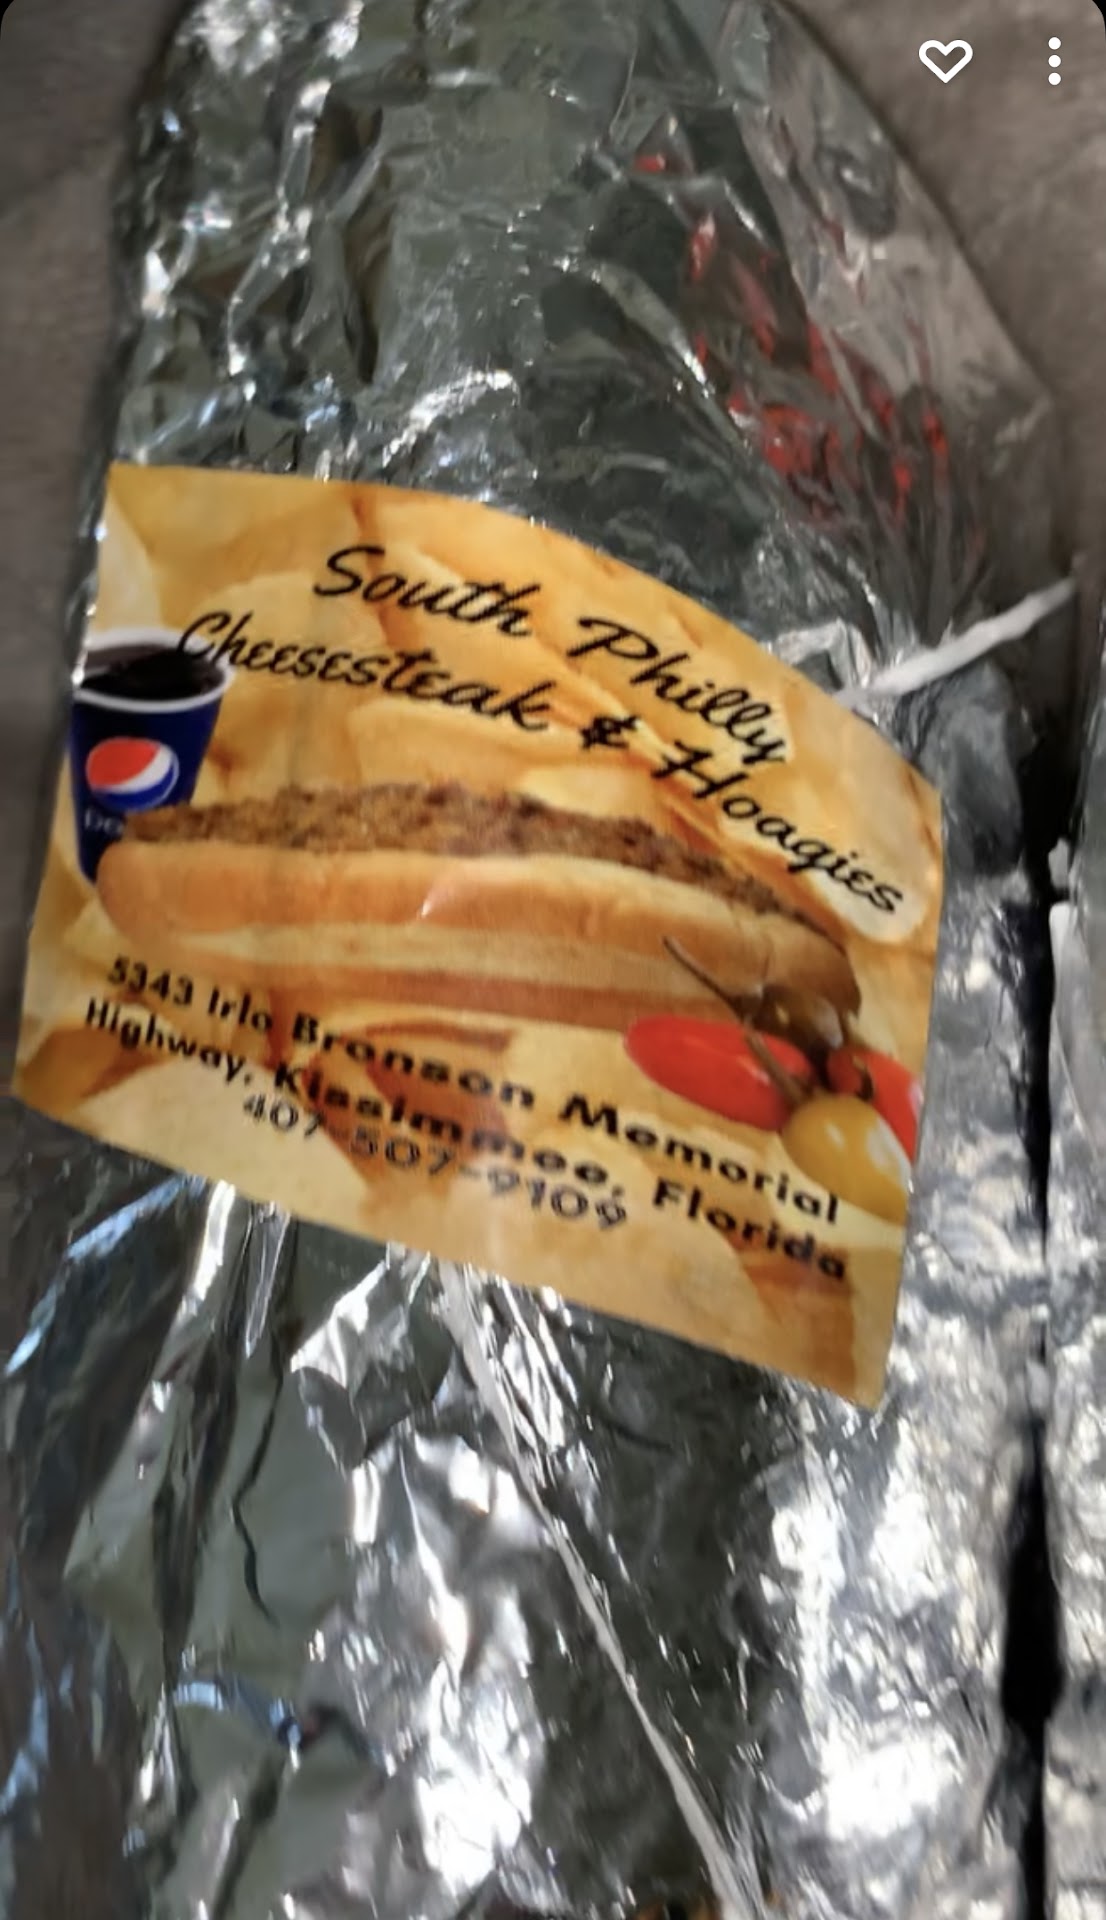 South Philly
Cheesesteak & Hoagies
5343 Irlo Bronson Memorial
Highway, Kissimmee, Florida
407-507-9109